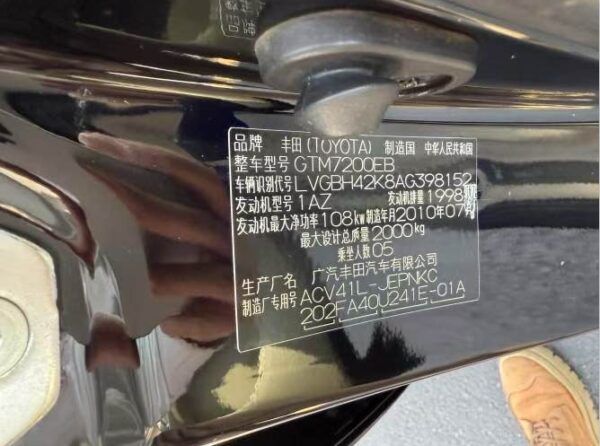 品牌 丰田(TOYOTA) 制造国 中华人民共和国
整车型号 GTM7200EB
车辆识别代号 LVGBH42K8AG398152
发动机型号 1AZ 发动机排量 1998
发动机最大净功率 108kw 制造年月 2010年07月
最大设计总质量 2000kg
乘坐人数 05
生产厂名 广汽丰田汽车有限公司
制造厂专用号 ACV41L-JEPNKC
202FA40U241E-01A